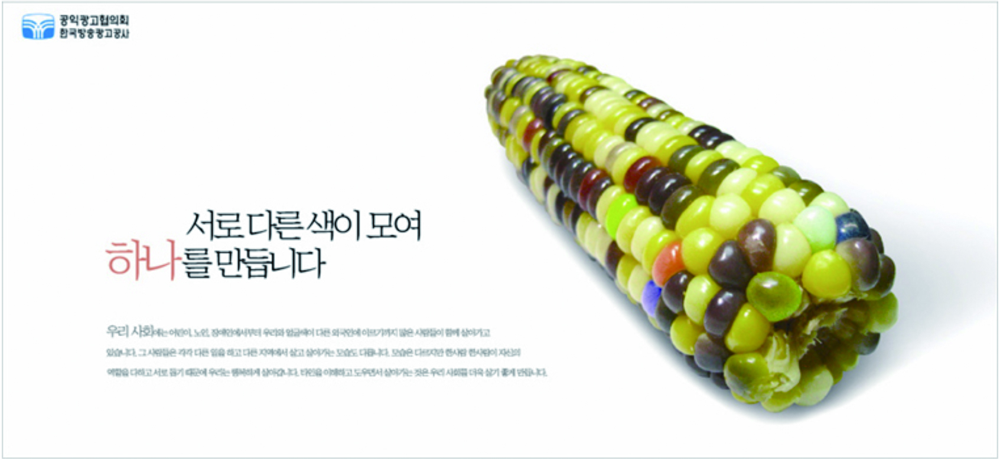 공익광고협의회
한국방송광고공사
서로 다른 색이 모여
하나를 만듭니다
우리 사회에는 어린이, 노인, 장애인에서부터 우리와 얼굴색이 다른 외국인에 이르기까지 많은 사람들이 함께 살아가고
있습니다. 그 사람들은 각각 다른 일을 하고 다른 지역에서 살고 살아가는 모습도 다릅니다. 모습은 다르지만 한사람 한사람이 자신의
역할을 다하고 서로 돕기 때문에 우리는 행복하게 살아갑니다. 타인을 이해하고 도우면서 살아가는 것은 우리 사회를 더욱 살기 좋게 만듭니다.